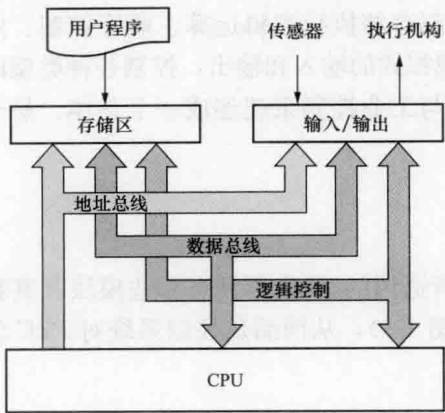 用户程序
传感器
执行机构
存储区
输入/输出
地址总线
数据总线
逻辑控制
CPU